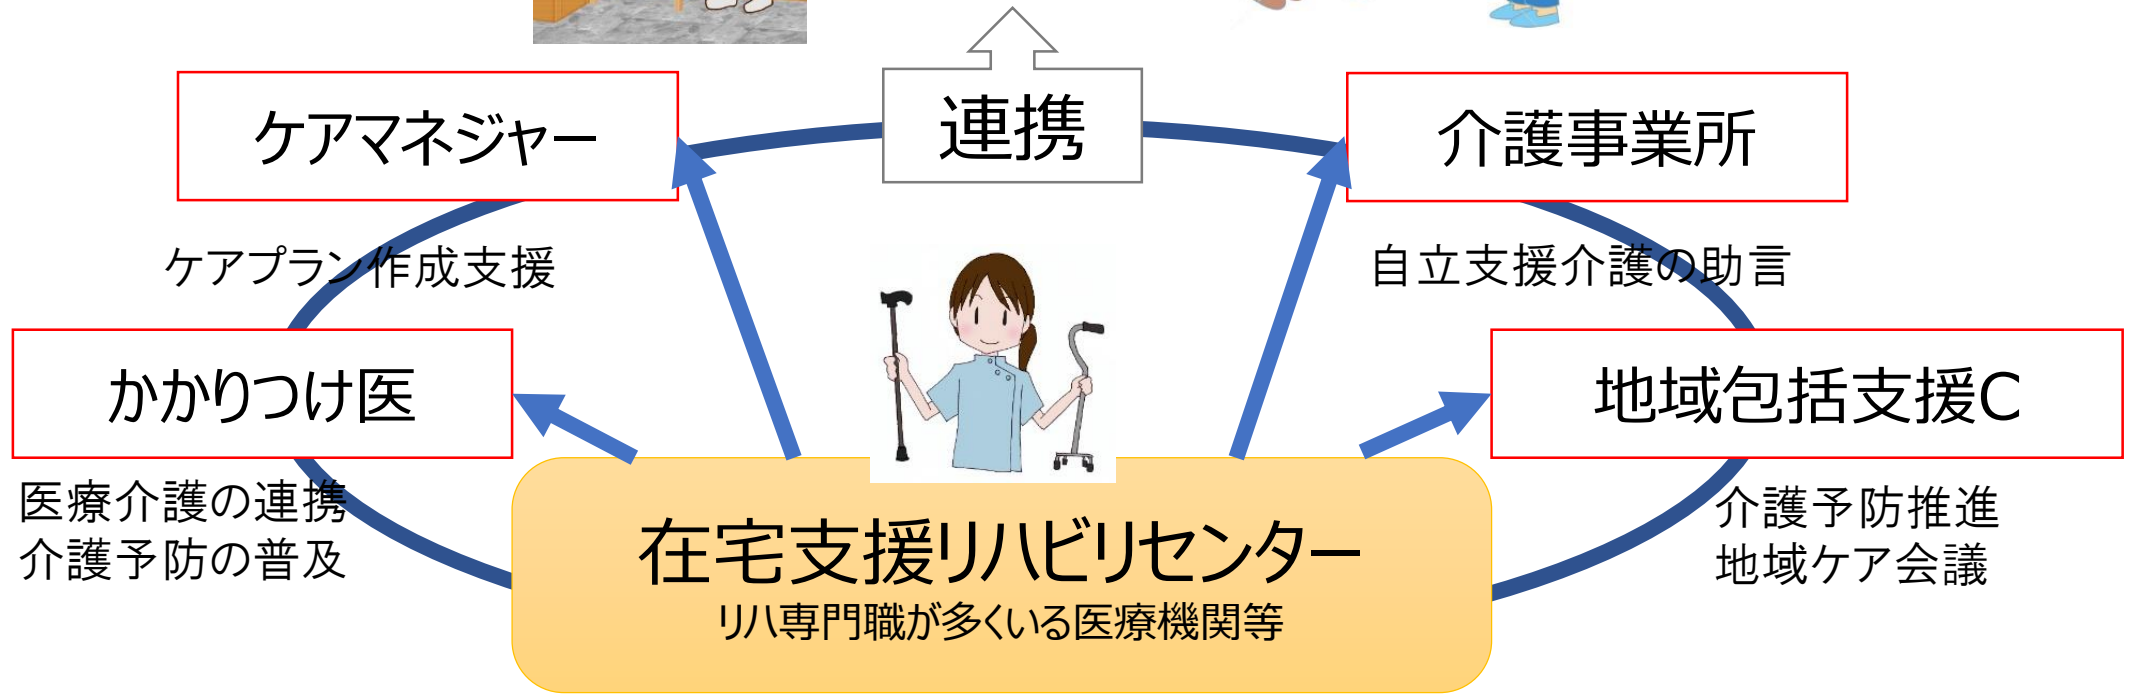 連携
ケアマネジャー
介護事業所
ケアプラン作成支援
自立支援介護の助言
かかりつけ医
地域包括支援C
医療介護の連携
介護予防の普及
介護予防推進
地域ケア会議
在宅支援リハビリセンター
リハ専門職が多くいる医療機関等